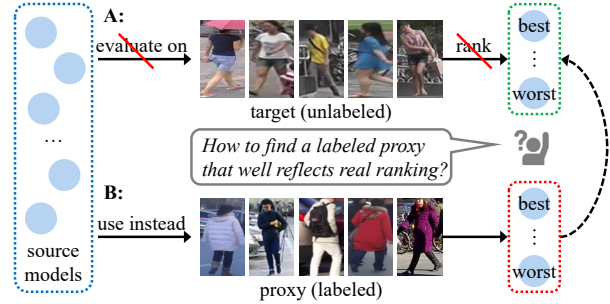 A:
evaluate on
rank
target (unlabeled)
best
⋮
worst
...
How to find a labeled proxy
that well reflects real ranking?
?
B:
use instead
source
models
proxy (labeled)
best
⋮
worst